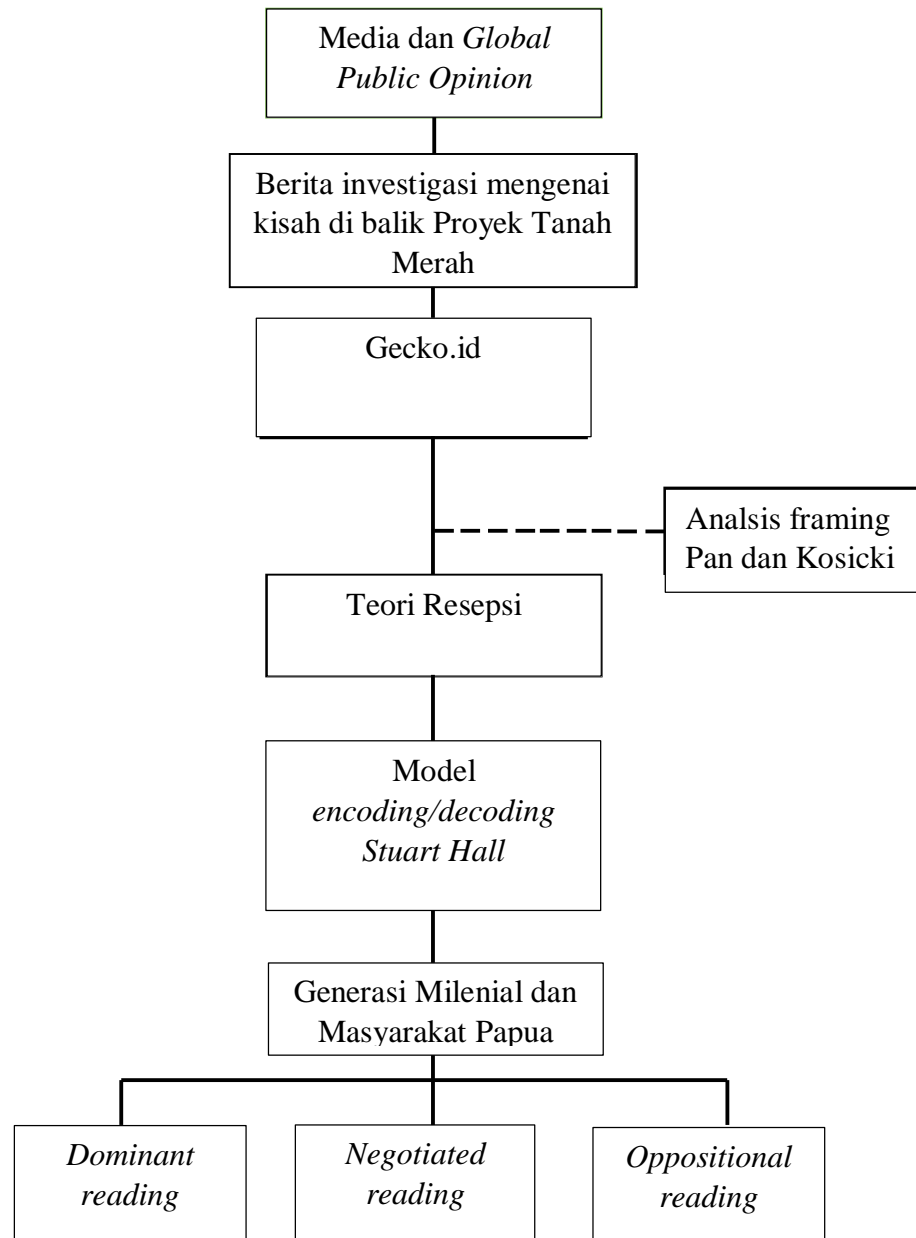 Media dan Global
Public Opinion
Berita investigasi mengenai
kisah di balik Proyek Tanah
Merah
Gecko.id
Analsis framing
Pan dan Kosicki
Teori Resepsi
Model
encoding/decoding
Stuart Hall
Generasi Milenial dan
Masyarakat Papua
Dominant
reading
Negotiated
reading
Oppositional
reading